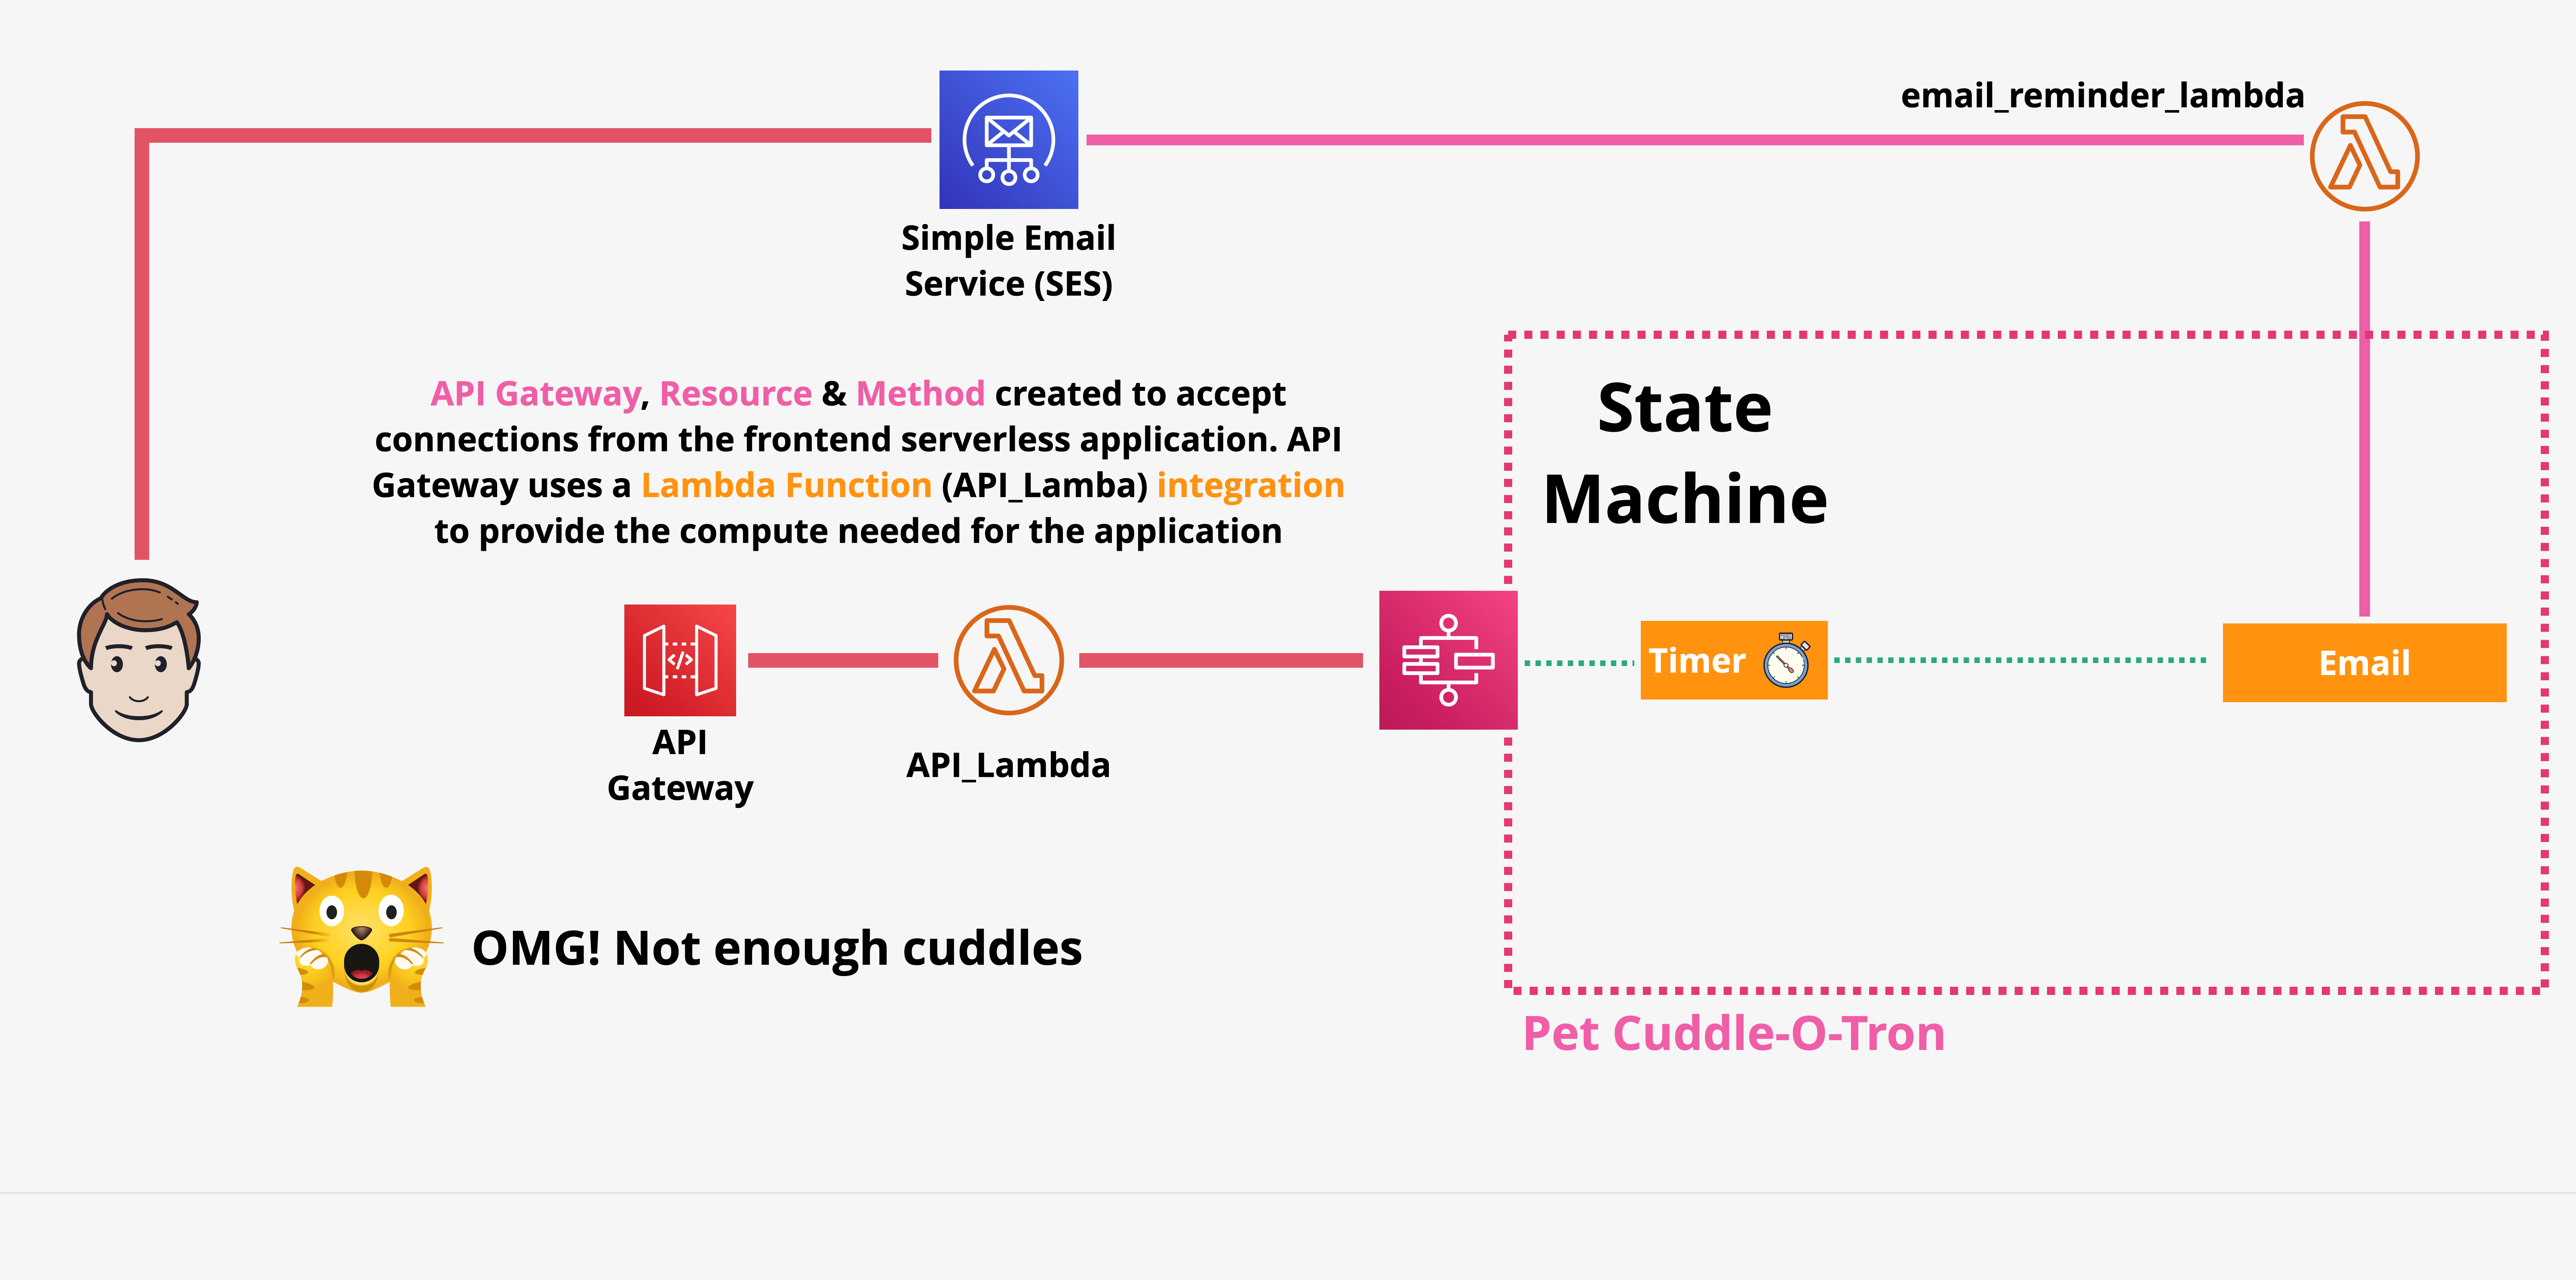 email_reminder_lambda
Simple Email
Service (SES)
API Gateway, Resource & Method created to accept
connections from the frontend serverless application. API
Gateway uses a Lambda Function (API_Lamba) integration
to provide the compute needed for the application
State
Machine
Timer
Email
API
Gateway
API_Lambda
OMG! Not enough cuddles
Pet Cuddle-O-Tron